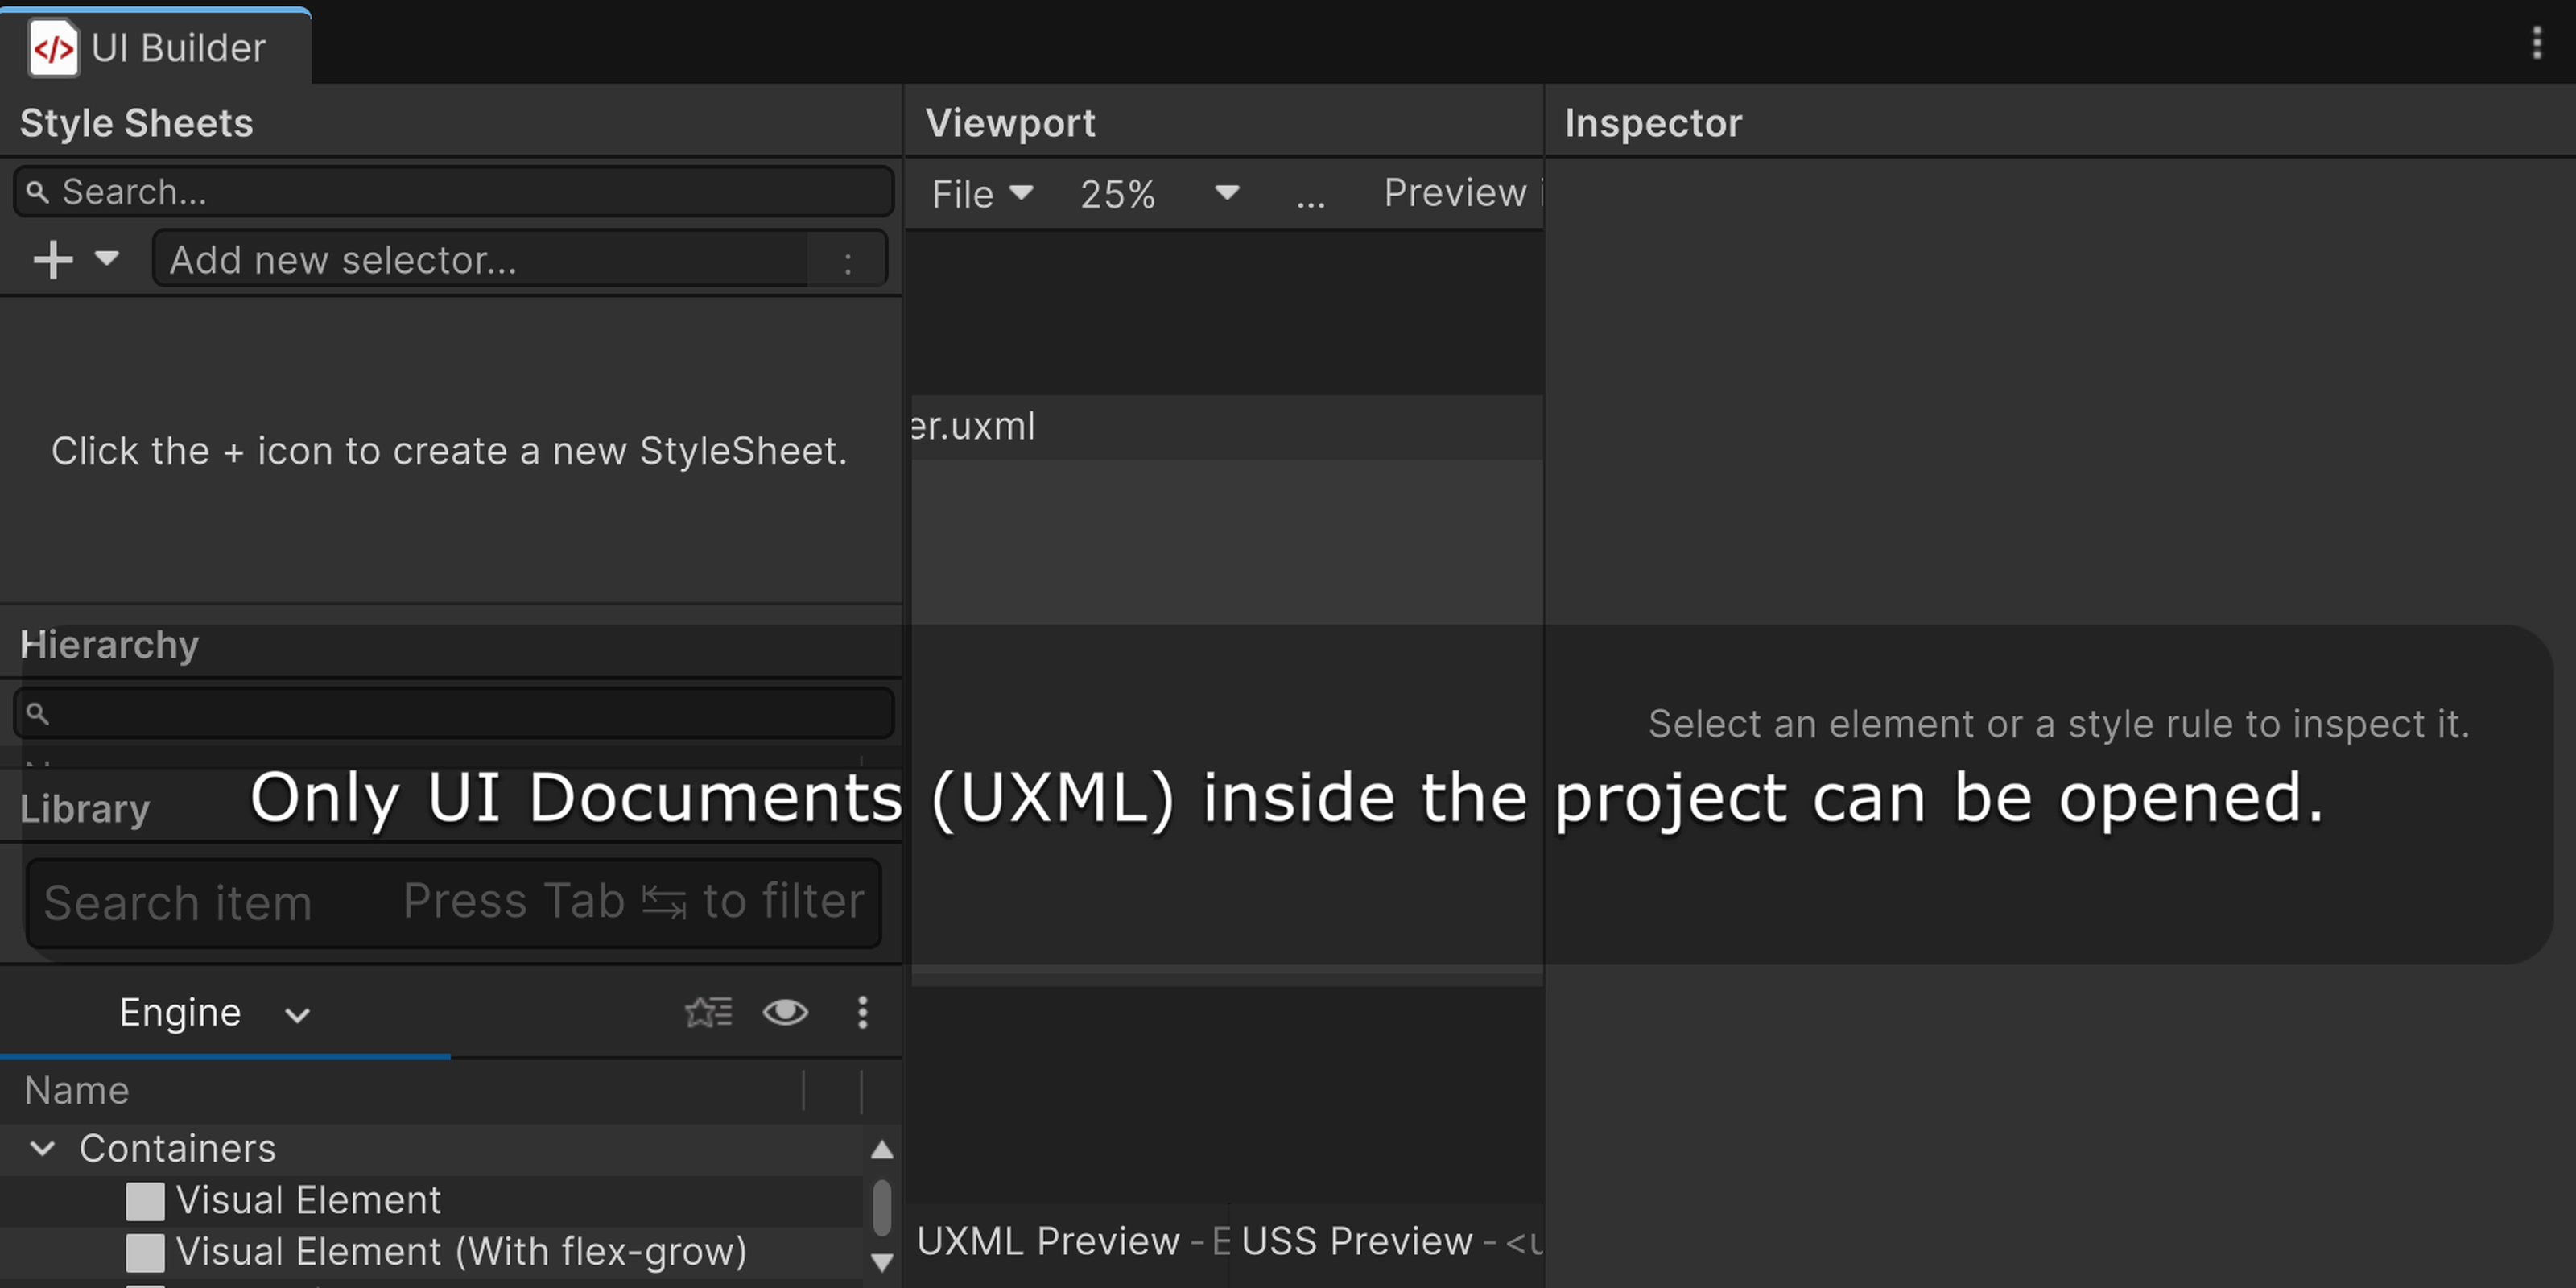 UI Builder
Style Sheets
Search...
Add new selector... :
Click the + icon to create a new StyleSheet.
Hierarchy
Library
Search item Press Tab to filter
Engine
Name
Containers
Visual Element
Visual Element (With flex-grow)
Viewport
File 25% ... Preview
er.uxml
UXML Preview - E USS Preview - <u
Inspector
Select an element or a style rule to inspect it.
Only UI Documents (UXML) inside the project can be opened.